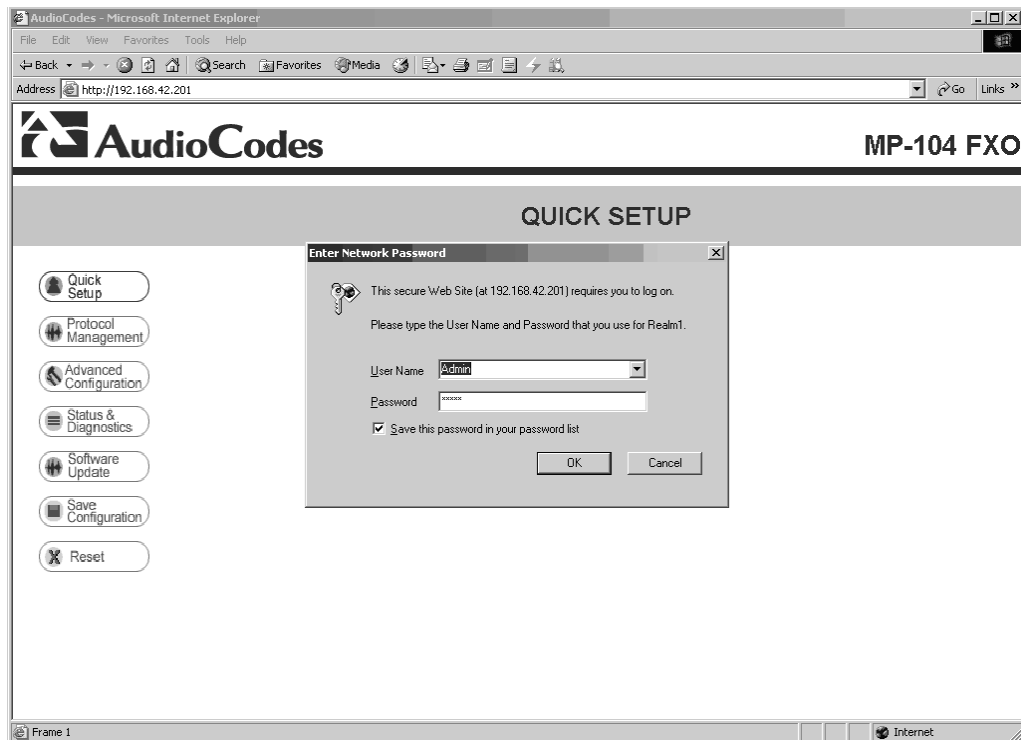 AudioCodes - Microsoft Internet Explorer
File Edit View Favorites Tools Help
Back Search Favorites Media
Address http://192.168.42.201 Go Links »
AudioCodes
MP-104 FXO
QUICK SETUP
Enter Network Password
This secure Web Site (at 192.168.42.201) requires you to log on.
Please type the User Name and Password that you use for Realm1.
User Name Admin
Password xxxxx
Save this password in your password list
OK Cancel
Quick
Setup
Protocol
Management
Advanced
Configuration
Status &
Diagnostics
Software
Update
Save
Configuration
Reset
Frame 1 Internet